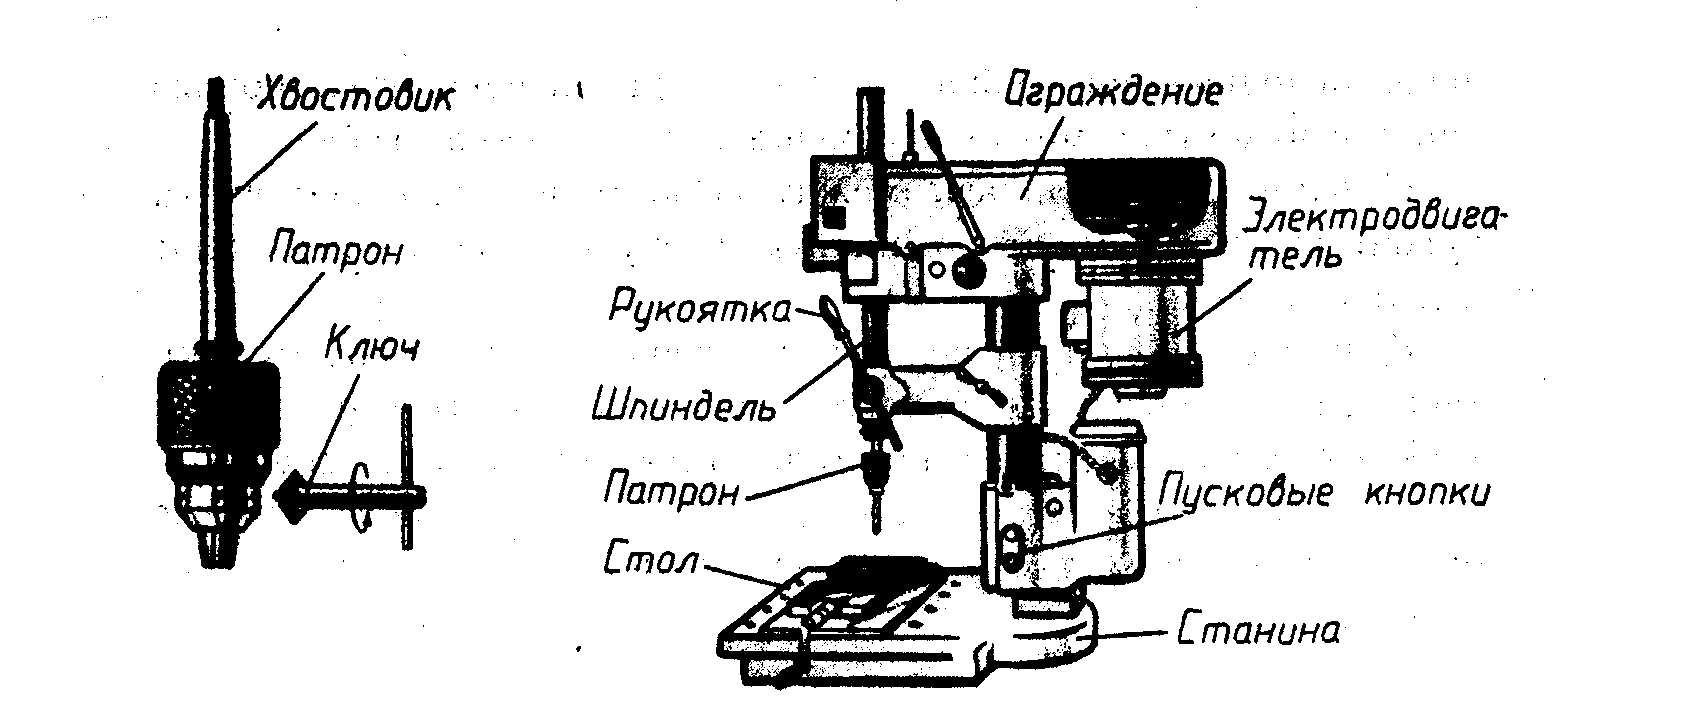 Хвостовик
Патрон
Ключ
Ограждение
Электродвига-
тель
Рукоятка
Шпиндель
Патрон
Пусковые кнопки
Стол
Станина